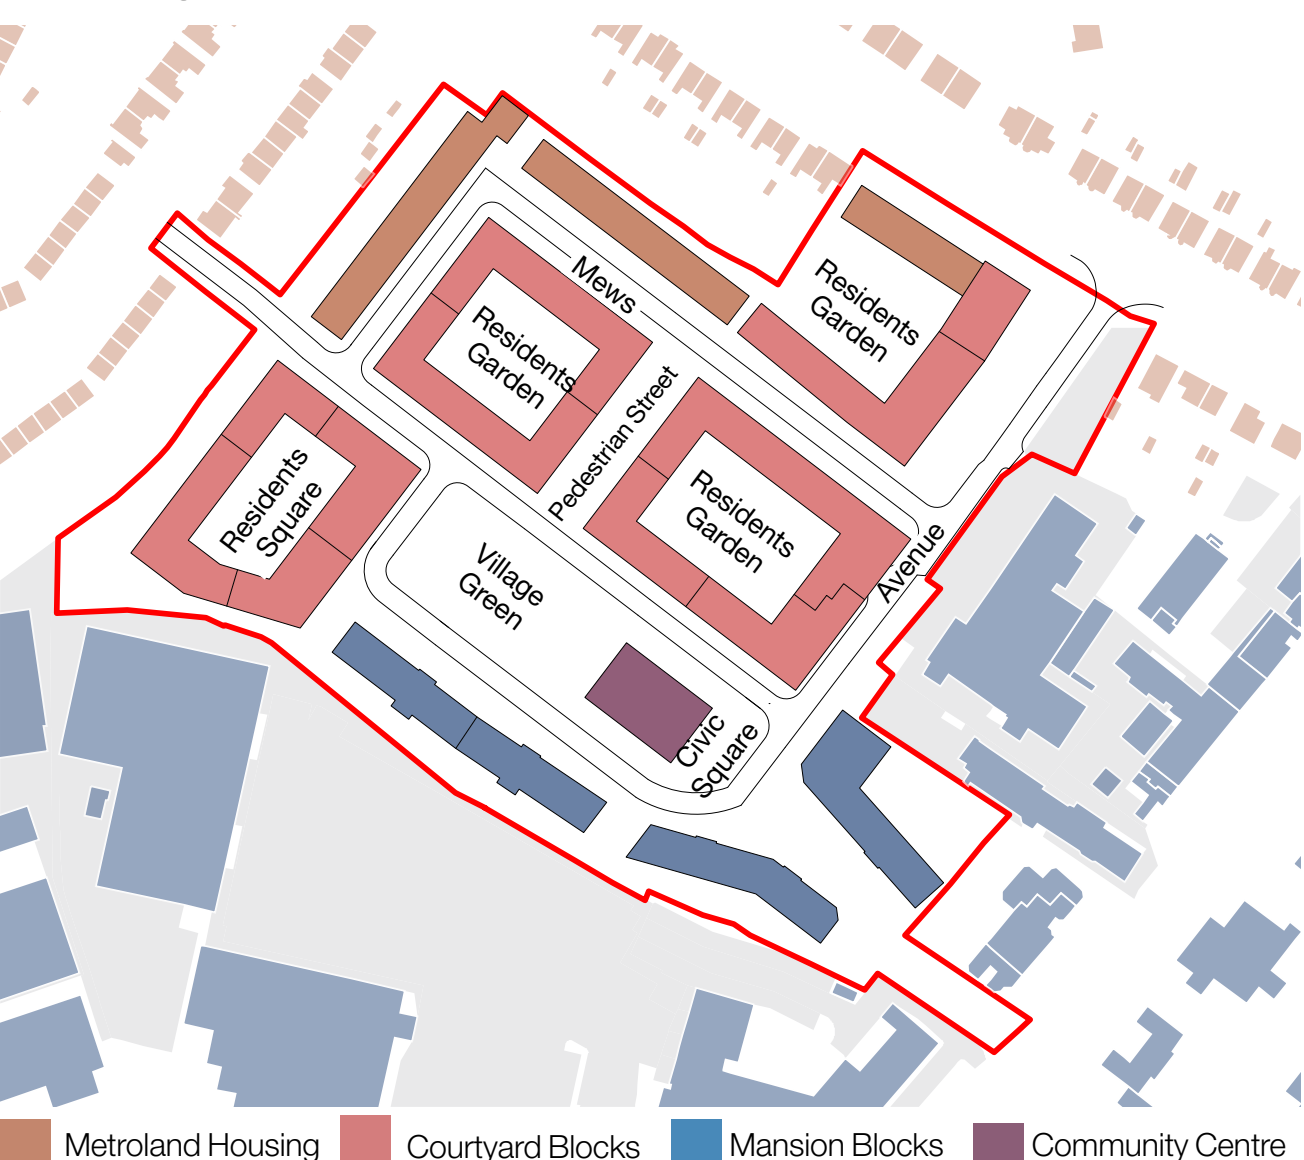 Mews
Residents
Garden
Residents
Garden
Pedestrian Street
Residents
Square
Residents
Garden
Avenue
Village
Green
Civic
Square
Metroland Housing
Courtyard Blocks
Mansion Blocks
Community Centre